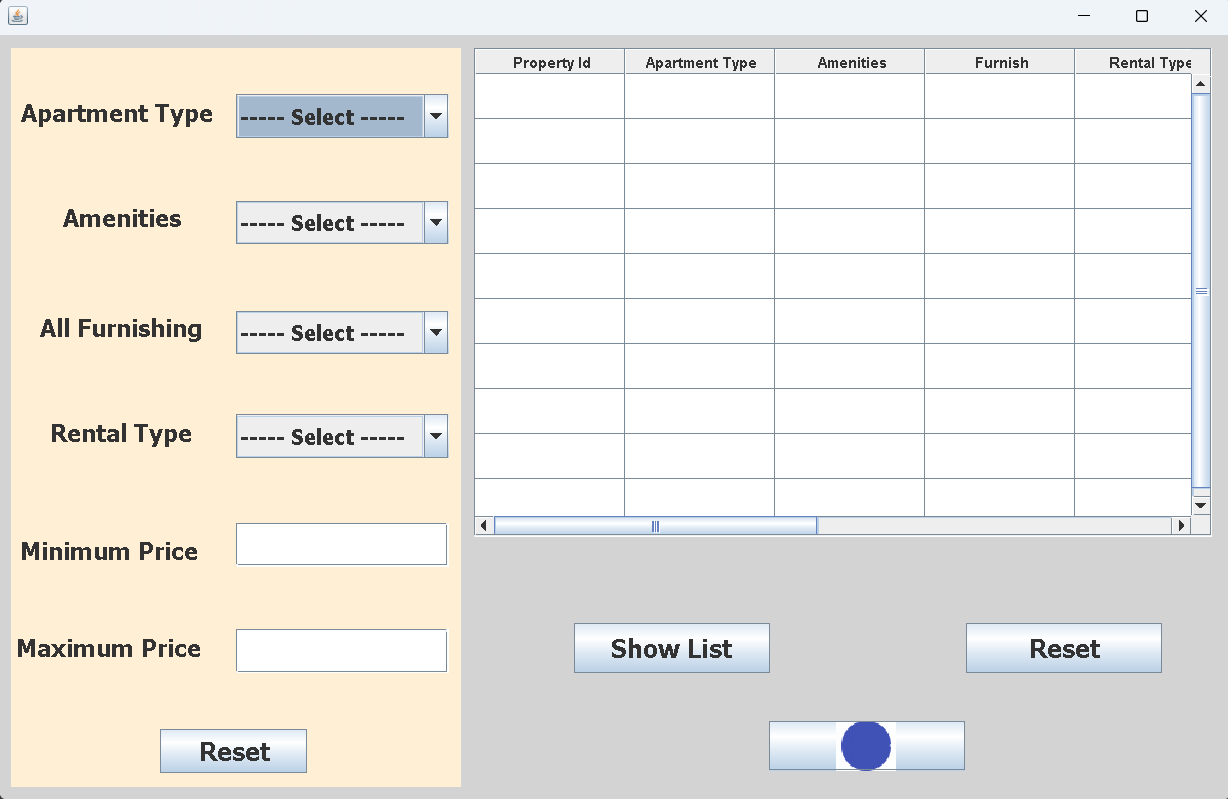 Apartment Type
----- Select -----
Amenities
----- Select -----
All Furnishing
----- Select -----
Rental Type
----- Select -----
Minimum Price
Maximum Price
Reset
Property Id Apartment Type Amenities Furnish Rental Type
Show List
Reset